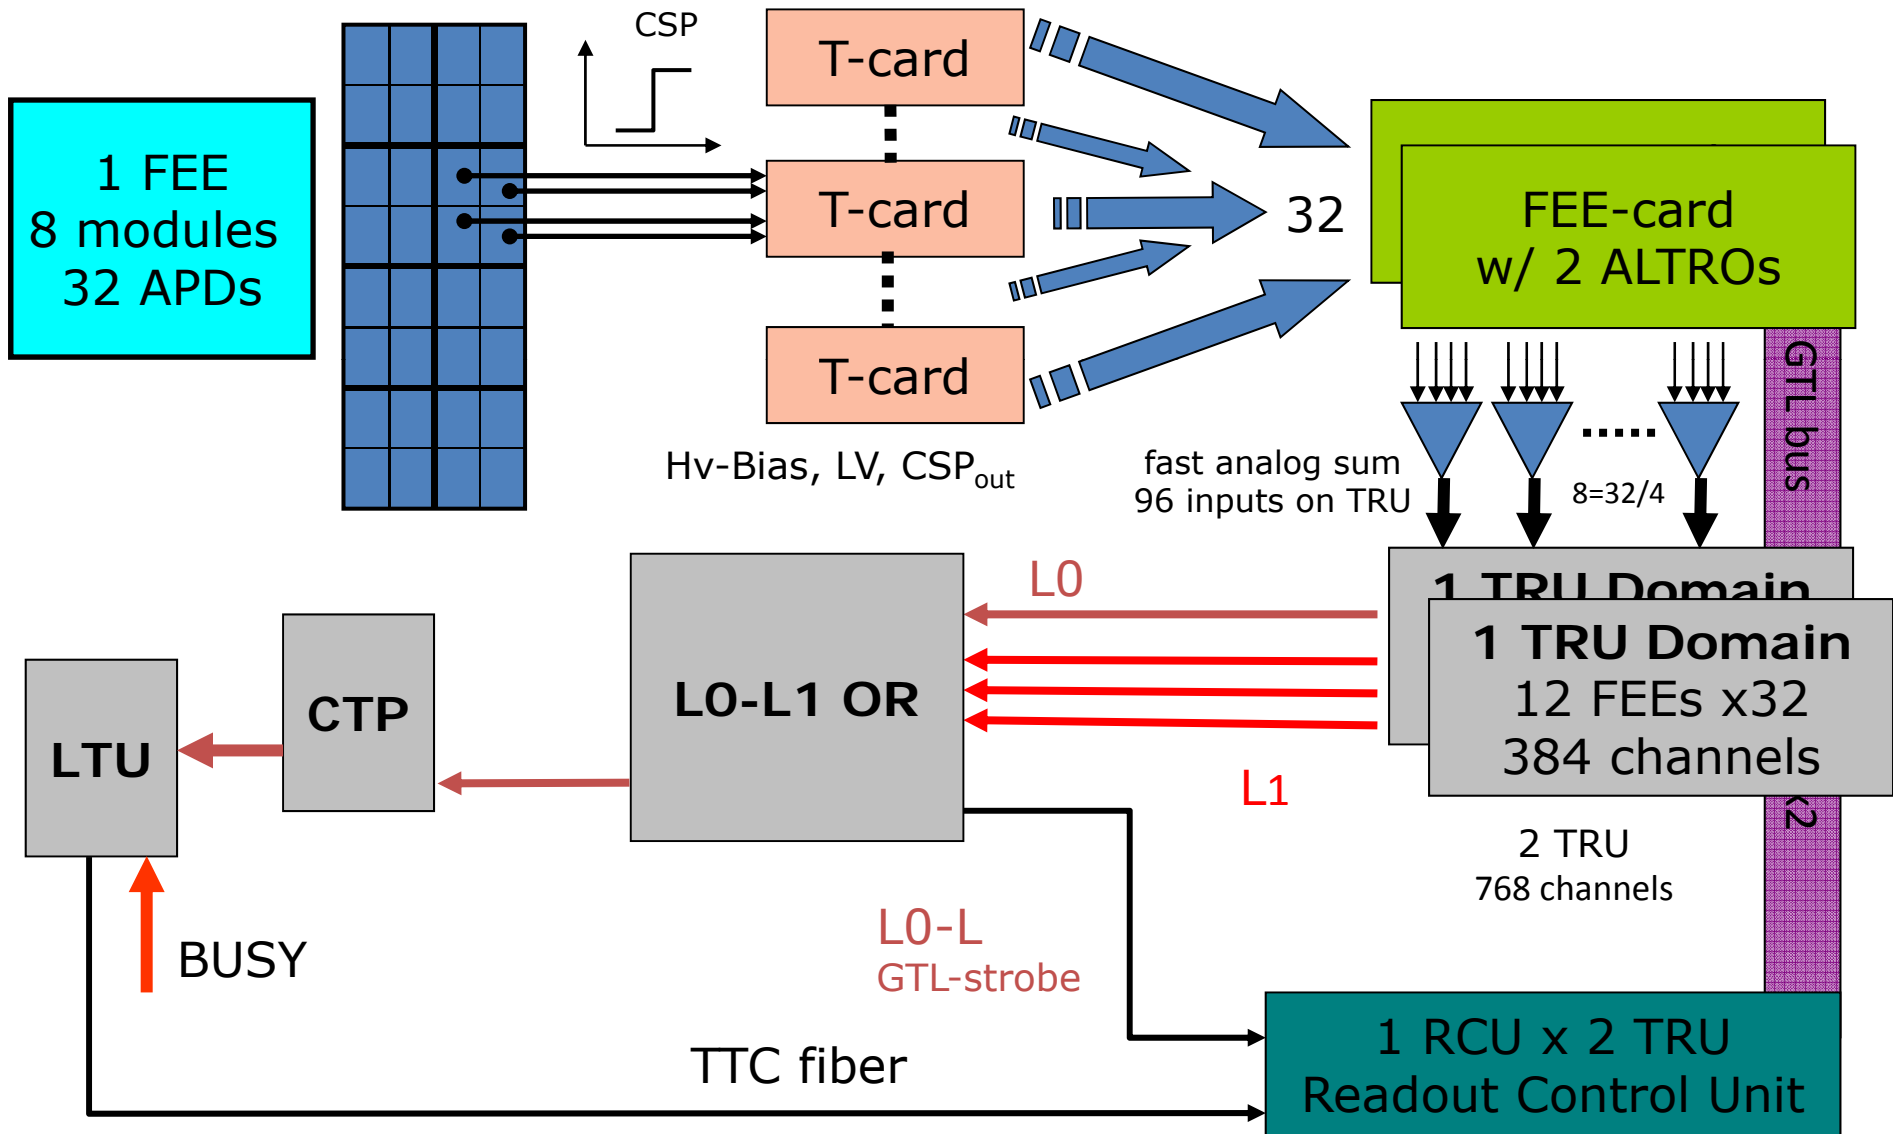 CSP
T-card
1 FEE
8 modules
32 APDs
T-card
32
FEE-card
w/ 2 ALTROs
T-card
GTL bus
Hv-Bias, LV, CSPout
fast analog sum
96 inputs on TRU
8=32/4
1 TRU Domain
1 TRU Domain
12 FEEs x32
384 channels
L0
L0-L1 OR
CTP
LTU
L1
x2
2 TRU
768 channels
BUSY
L0-L
GTL-strobe
TTC fiber
1 RCU x 2 TRU
Readout Control Unit